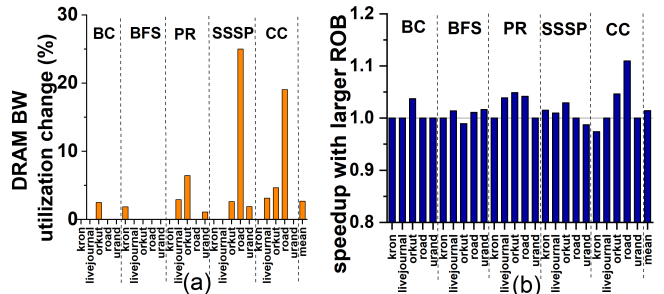 BC BFS PR SSSP CC
DRAM BW
utilization change (%)
30
20
10
0
kron
livejournal
orkut
road
urand
kron
livejournal
orkut
road
urand
kron
livejournal
orkut
road
urand
kron
livejournal
orkut
road
urand
kron
livejournal
orkut
road
urand
mean
(a)
BC BFS PR SSSP CC
speedup with larger ROB
1.2
1.1
1.0
0.9
0.8
kron
livejournal
orkut
road
urand
kron
livejournal
orkut
road
urand
kron
livejournal
orkut
road
urand
kron
livejournal
orkut
road
urand
kron
livejournal
orkut
road
urand
mean
(b)